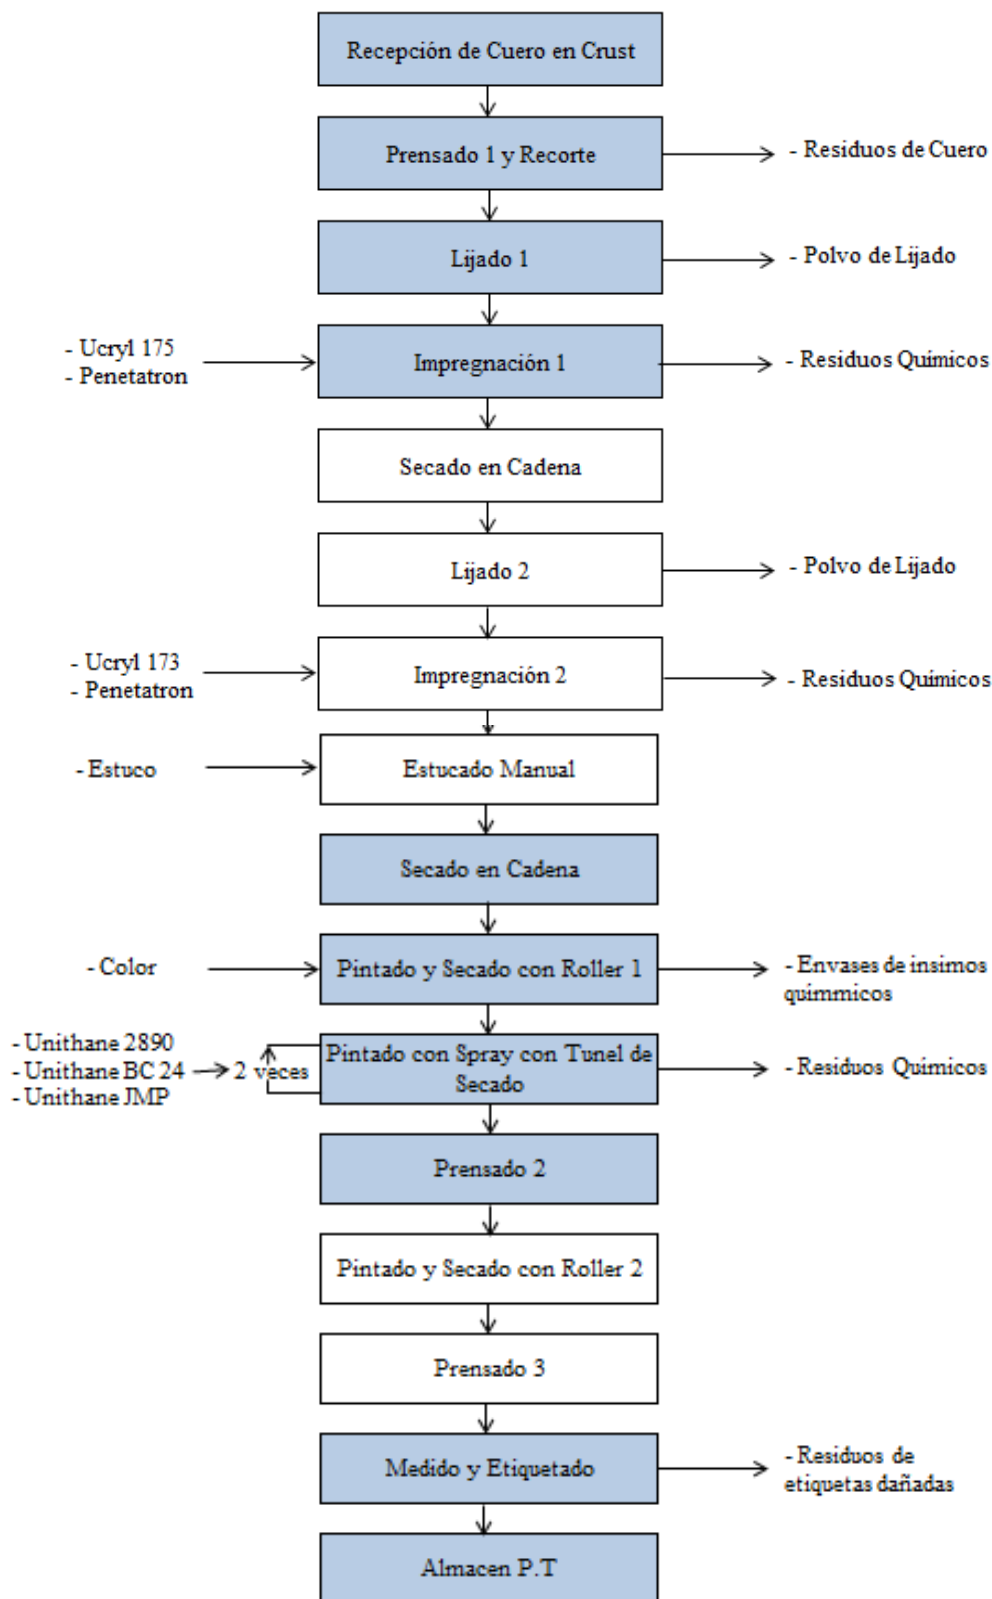 Recepción de Cuero en Crust
Prensado 1 y Recorte
- Residuos de Cuero
Lijado 1
- Polvo de Lijado
- Ucryl 175
- Penetatron
Impregnación 1
- Residuos Químicos
Secado en Cadena
Lijado 2
- Polvo de Lijado
- Ucryl 173
- Penetatron
Impregnación 2
- Residuos Químicos
- Estuco
Estucado Manual
Secado en Cadena
- Color
Pintado y Secado con Roller 1
- Envases de insimos
quimmicos
- Unithane 2890
- Unithane BC 24
- Unithane JMP
2 veces
Pintado con Spray con Tunel de
Secado
- Residuos Químicos
Prensado 2
Pintado y Secado con Roller 2
Prensado 3
Medido y Etiquetado
- Residuos de
etiquetas dañadas
Almacen P.T